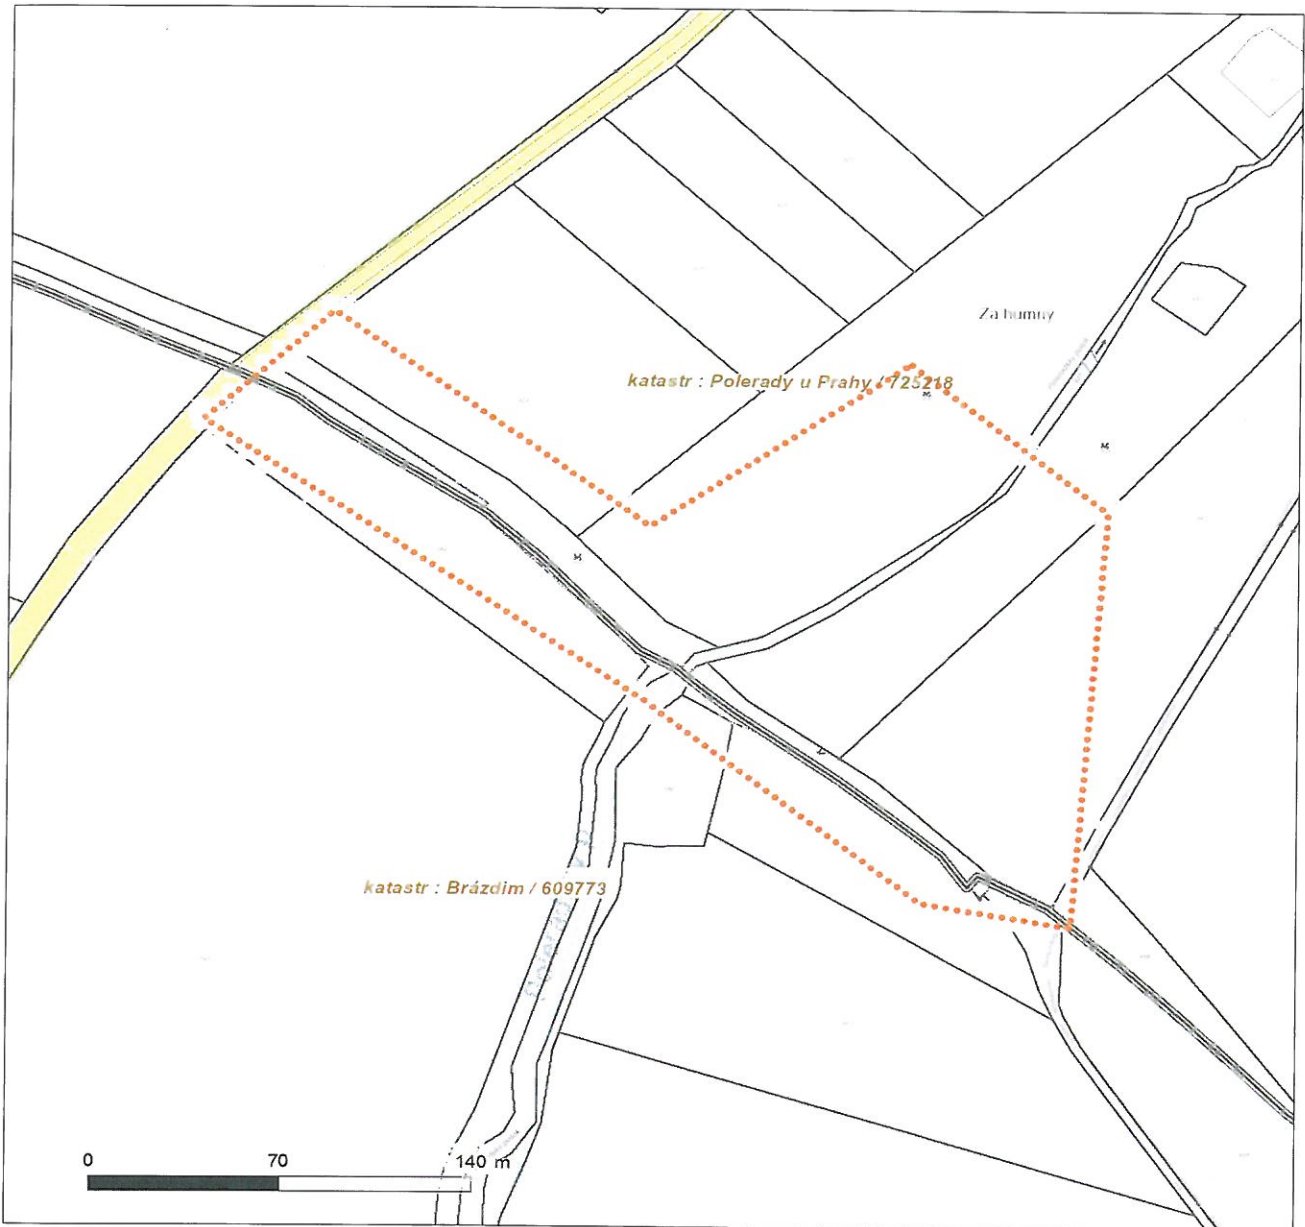 Za humny
katastr : Polerady u Prahy / 725218
katastr : Brázdim / 609773
0 70 140 m